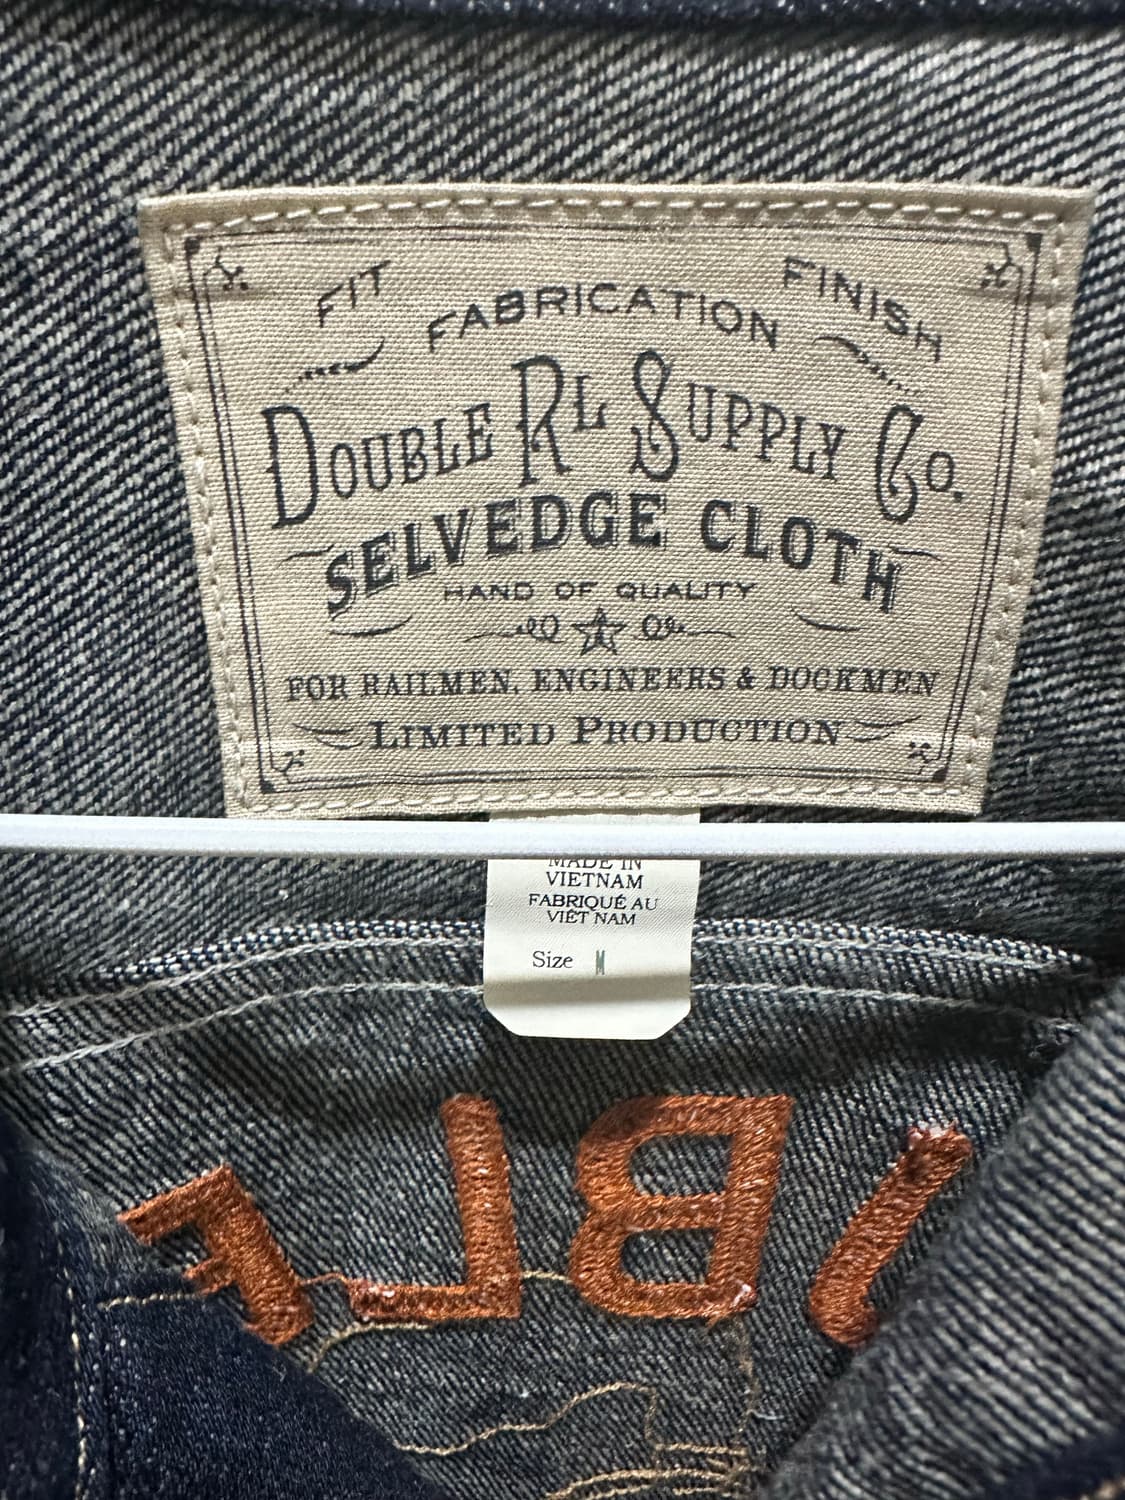 FIT FABRICATION FINISH
DOUBLE RL SUPPLY CO.
SELVEDGE CLOTH
HAND OF QUALITY
FOR RAILMEN, ENGINEERS & DOCKMEN
LIMITED PRODUCTION
MADE IN
VIETNAM
FABRIQUÉ AU
VIÊT NAM
Size M